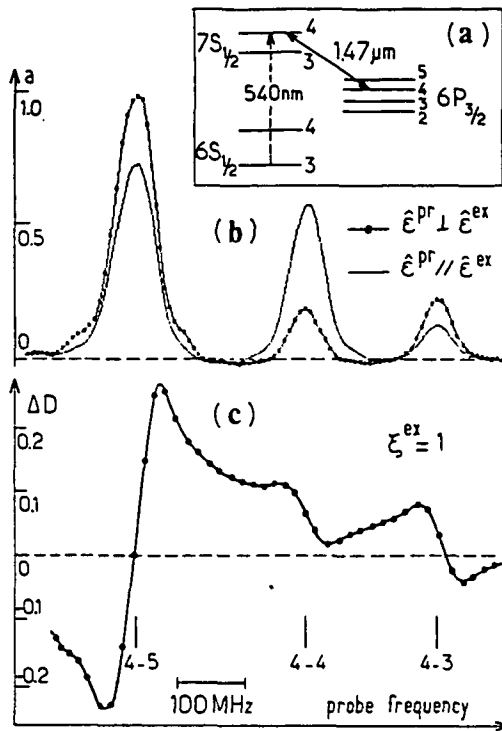 (a)
7S₁/₂
4
3
1.47μm
540nm
5
4
3
2
6P₃/₂
6S₁/₂
4
3
a
1.0
0.5
0
(b)
ε̂ᵖʳ ⊥ ε̂ᵉˣ
ε̂ᵖʳ // ε̂ᵉˣ
ΔD
(c)
ξᵉˣ = 1
0.2
0.1
0
0.1
0.2
4-5
4-4
4-3
100MHz
probe frequency